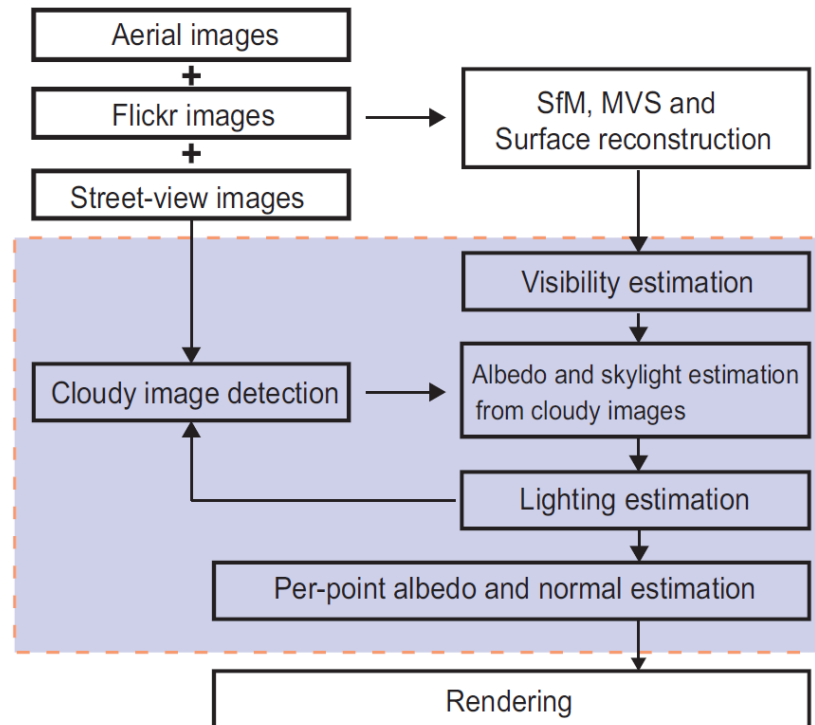 Aerial images
+
Flickr images
+
Street-view images
SfM, MVS and
Surface reconstruction
Visibility estimation
Cloudy image detection
Albedo and skylight estimation
from cloudy images
Lighting estimation
Per-point albedo and normal estimation
Rendering